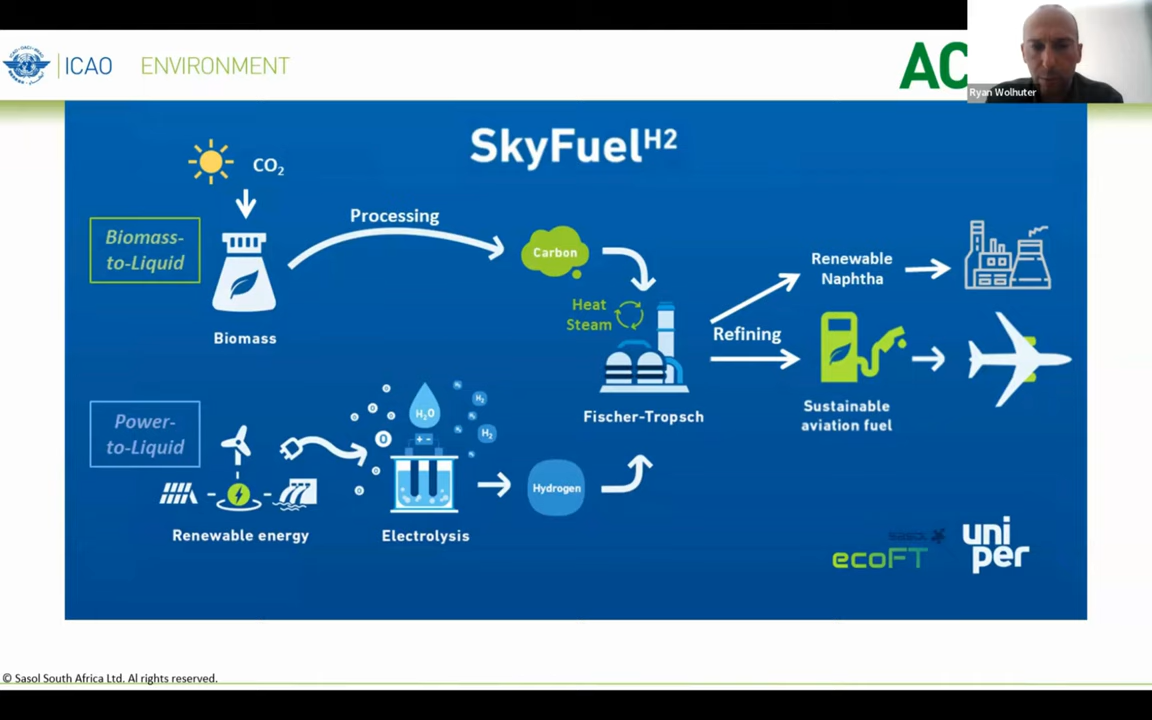 ICAO
ENVIRONMENT
AC
Ryan Wolhuter
SkyFuelH2
CO2
Processing
Biomass-
to-Liquid
Carbon
Renewable
Naphtha
Heat
Steam
Refining
Biomass
Fischer-Tropsch
Sustainable
aviation fuel
Power-
to-Liquid
H₂O
H₂
H₂
+ -
O
Hydrogen
Renewable energy
Electrolysis
sasol
ecoFT
uni
per
© Sasol South Africa Ltd. Al rights reserved.